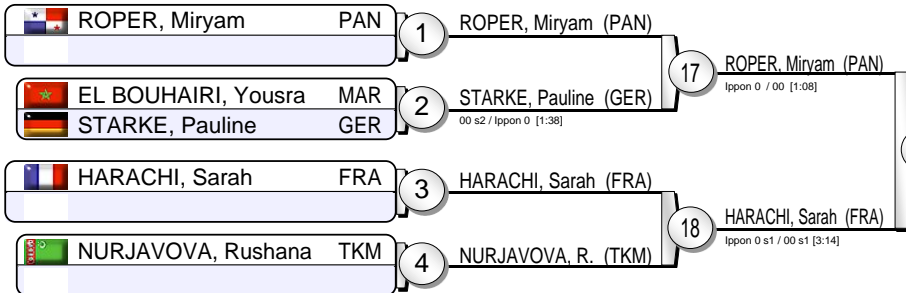 ROPER, Miryam PAN
1
ROPER, Miryam (PAN)
EL BOUHAIRI, Yousra MAR
STARKE, Pauline GER
2
STARKE, Pauline (GER)
00 s2 / Ippon 0 [1:38]
17
ROPER, Miryam (PAN)
Ippon 0 / 00 [1:08]
HARACHI, Sarah FRA
3
HARACHI, Sarah (FRA)
NURJAVOVA, Rushana TKM
4
NURJAVOVA, R. (TKM)
18
HARACHI, Sarah (FRA)
Ippon 0 s1 / 00 s1 [3:14]